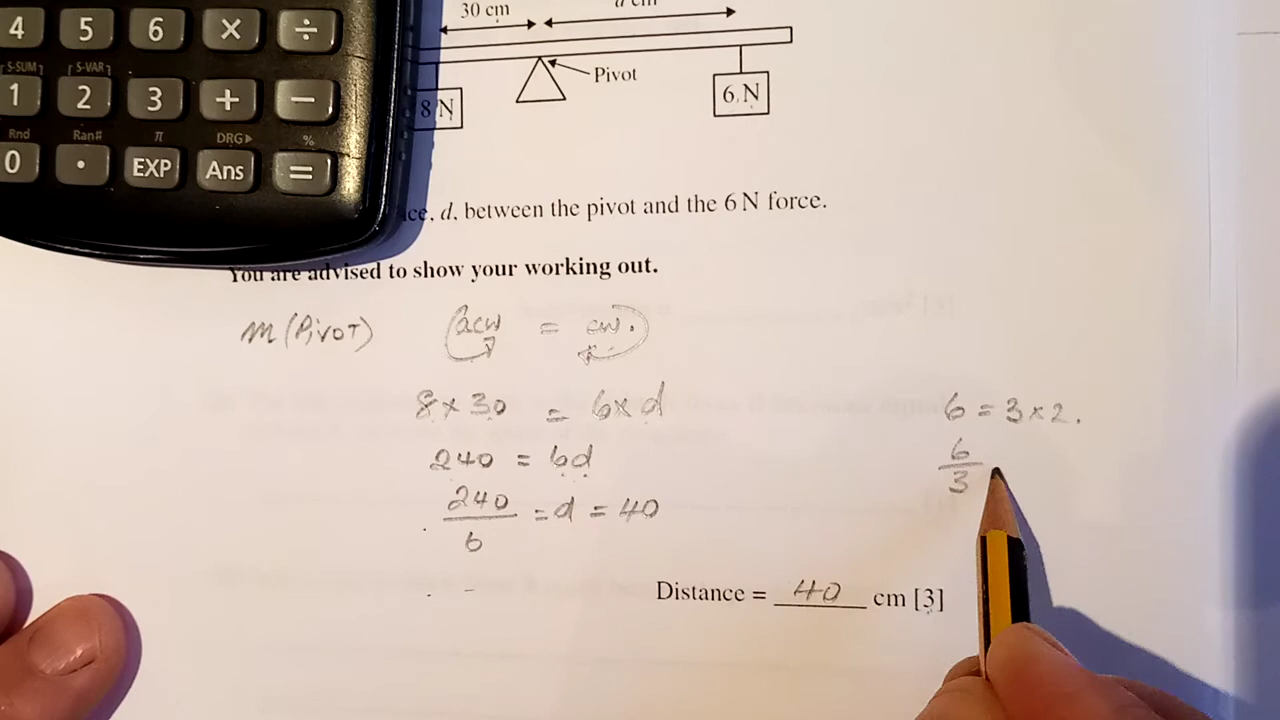 4 5 6 × ÷
S-SUM S-VAR
1 2 3 + −
Rnd Ran# π DRG▶ %
0 · EXP Ans =
30 cm d cm
Pivot
8 N
6 N
ce, d, between the pivot and the 6 N force.
You are advised to show your working out.
m (Pivot) acw = cw.
8 × 30 = 6 × d
240 = 6d
240/6 = d = 40
6 = 3 × 2.
6/3
Distance = 40 cm [3]